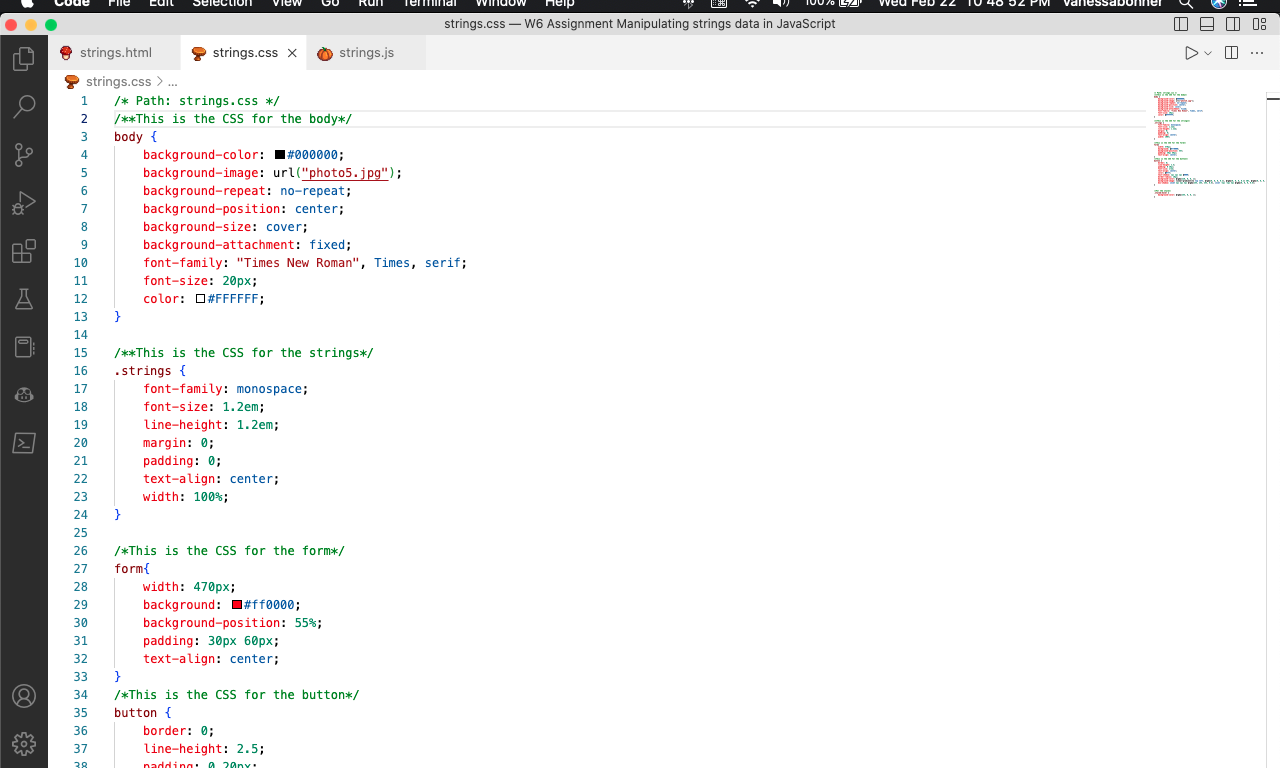 Code File Edit Selection View Go Run Terminal Window Help 100% Wed Feb 22 10 48 52 PM vanessabonner
strings.css — W6 Assignment Manipulating strings data in JavaScript
strings.html strings.css strings.js
strings.css > ...
1 /* Path: strings.css */
2 /**This is the CSS for the body*/
3 body {
4 background-color: #000000;
5 background-image: url("photo5.jpg");
6 background-repeat: no-repeat;
7 background-position: center;
8 background-size: cover;
9 background-attachment: fixed;
10 font-family: "Times New Roman", Times, serif;
11 font-size: 20px;
12 color: #FFFFFF;
13 }
14
15 /**This is the CSS for the strings*/
16 .strings {
17 font-family: monospace;
18 font-size: 1.2em;
19 line-height: 1.2em;
20 margin: 0;
21 padding: 0;
22 text-align: center;
23 width: 100%;
24 }
25
26 /*This is the CSS for the form*/
27 form{
28 width: 470px;
29 background: #ff0000;
30 background-position: 55%;
31 padding: 30px 60px;
32 text-align: center;
33 }
34 /*This is the CSS for the button*/
35 button {
36 border: 0;
37 line-height: 2.5;
38 padding: 0 20px;